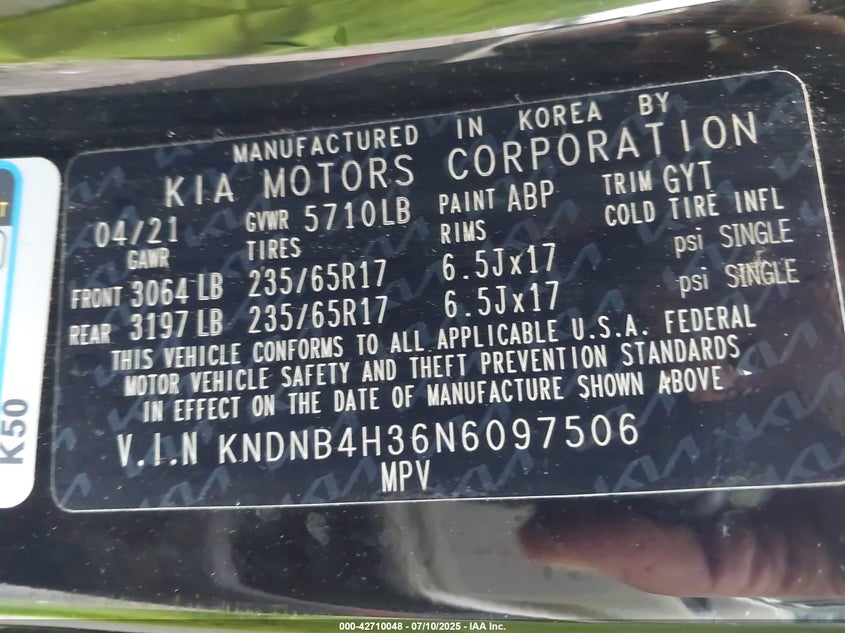 MANUFACTURED IN KOREA BY
KIA MOTORS CORPORATION
04/21 GVWR 5710LB PAINT ABP TRIM GYT
GAWR TIRES RIMS COLD TIRE INFL
FRONT 3064 LB 235/65R17 6.5Jx17 psi SINGLE
REAR 3197 LB 235/65R17 6.5Jx17 psi SINGLE
THIS VEHICLE CONFORMS TO ALL APPLICABLE U.S.A. FEDERAL
MOTOR VEHICLE SAFETY AND THEFT PREVENTION STANDARDS
IN EFFECT ON THE DATE OF MANUFACTURE SHOWN ABOVE
V.I.N KNDNB4H36N6097506
MPV
K50
000-42710048 - 07/10/2025 - IAA Inc.